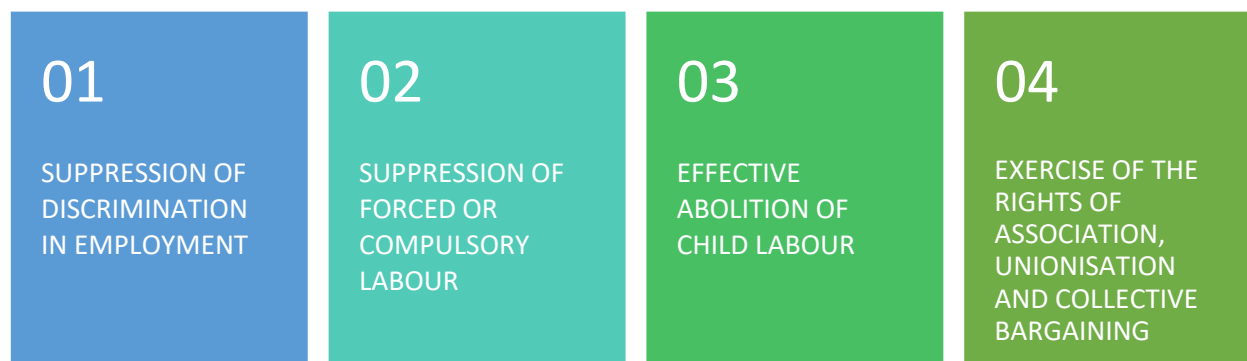 01
SUPPRESSION OF
DISCRIMINATION
IN EMPLOYMENT
02
SUPPRESSION OF
FORCED OR
COMPULSORY
LABOUR
03
EFFECTIVE
ABOLITION OF
CHILD LABOUR
04
EXERCISE OF THE
RIGHTS OF
ASSOCIATION,
UNIONISATION
AND COLLECTIVE
BARGAINING